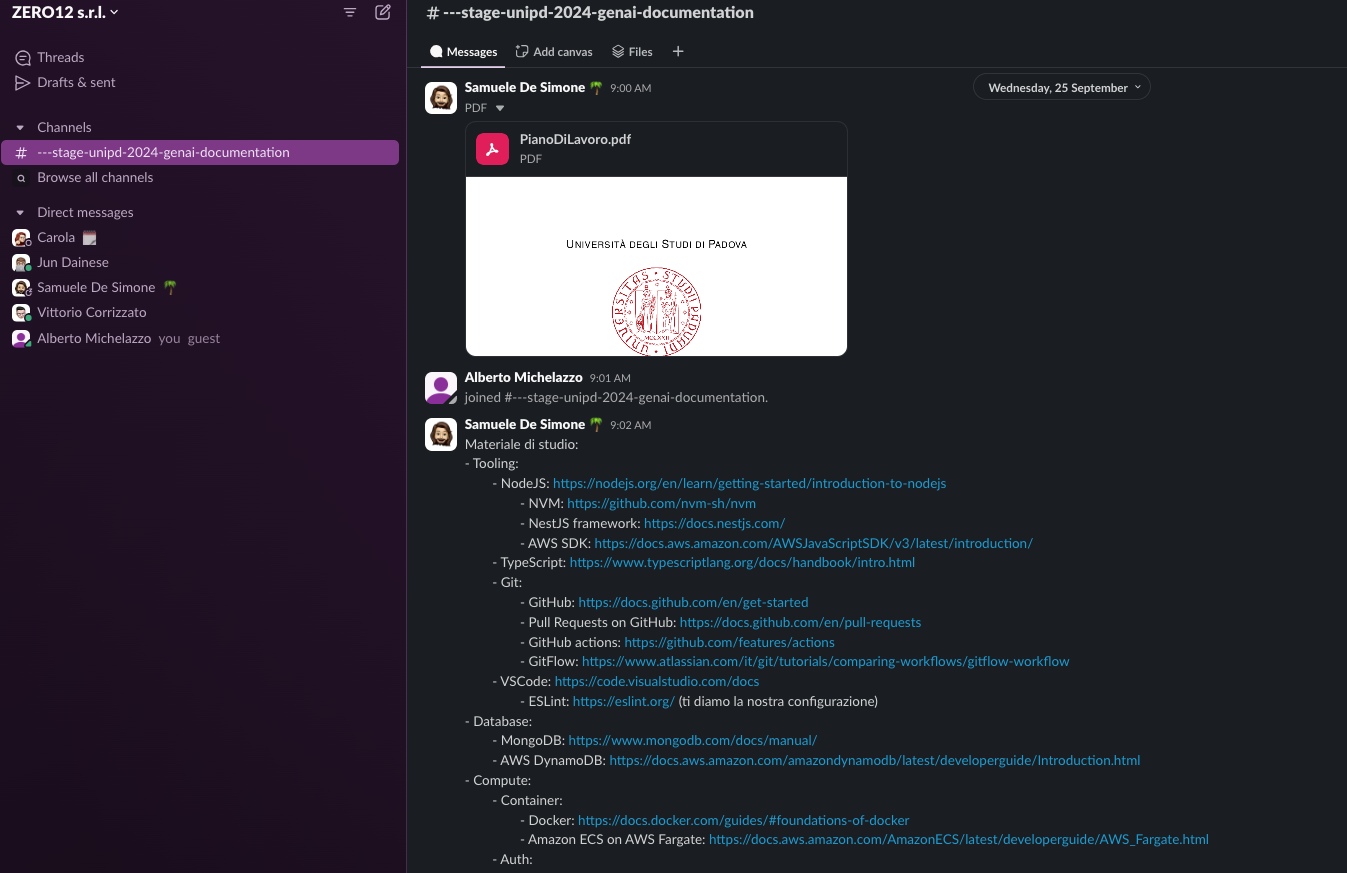 ZERO12 s.r.l.
Threads
Drafts & sent
Channels
# ---stage-unipd-2024-genai-documentation
Browse all channels
Direct messages
Carola
Jun Dainese
Samuele De Simone
Vittorio Corrizzato
Alberto Michelazzo you guest
# ---stage-unipd-2024-genai-documentation
Messages Add canvas Files +
Wednesday, 25 September
Samuele De Simone 9:00 AM
PDF
PianoDiLavoro.pdf
PDF
UNIVERSITÀ DEGLI STUDI DI PADOVA
Alberto Michelazzo 9:01 AM
joined #---stage-unipd-2024-genai-documentation.
Samuele De Simone 9:02 AM
Materiale di studio:
- Tooling:
- NodeJS: https://nodejs.org/en/learn/getting-started/introduction-to-nodejs
- NVM: https://github.com/nvm-sh/nvm
- NestJS framework: https://docs.nestjs.com/
- AWS SDK: https://docs.aws.amazon.com/AWSJavaScriptSDK/v3/latest/introduction/
- TypeScript: https://www.typescriptlang.org/docs/handbook/intro.html
- Git:
- GitHub: https://docs.github.com/en/get-started
- Pull Requests on GitHub: https://docs.github.com/en/pull-requests
- GitHub actions: https://github.com/features/actions
- GitFlow: https://www.atlassian.com/it/git/tutorials/comparing-workflows/gitflow-workflow
- VSCode: https://code.visualstudio.com/docs
- ESLint: https://eslint.org/ (ti diamo la nostra configurazione)
- Database:
- MongoDB: https://www.mongodb.com/docs/manual/
- AWS DynamoDB: https://docs.aws.amazon.com/amazondynamodb/latest/developerguide/Introduction.html
- Compute:
- Container:
- Docker: https://docs.docker.com/guides/#foundations-of-docker
- Amazon ECS on AWS Fargate: https://docs.aws.amazon.com/AmazonECS/latest/developerguide/AWS_Fargate.html
- Auth: